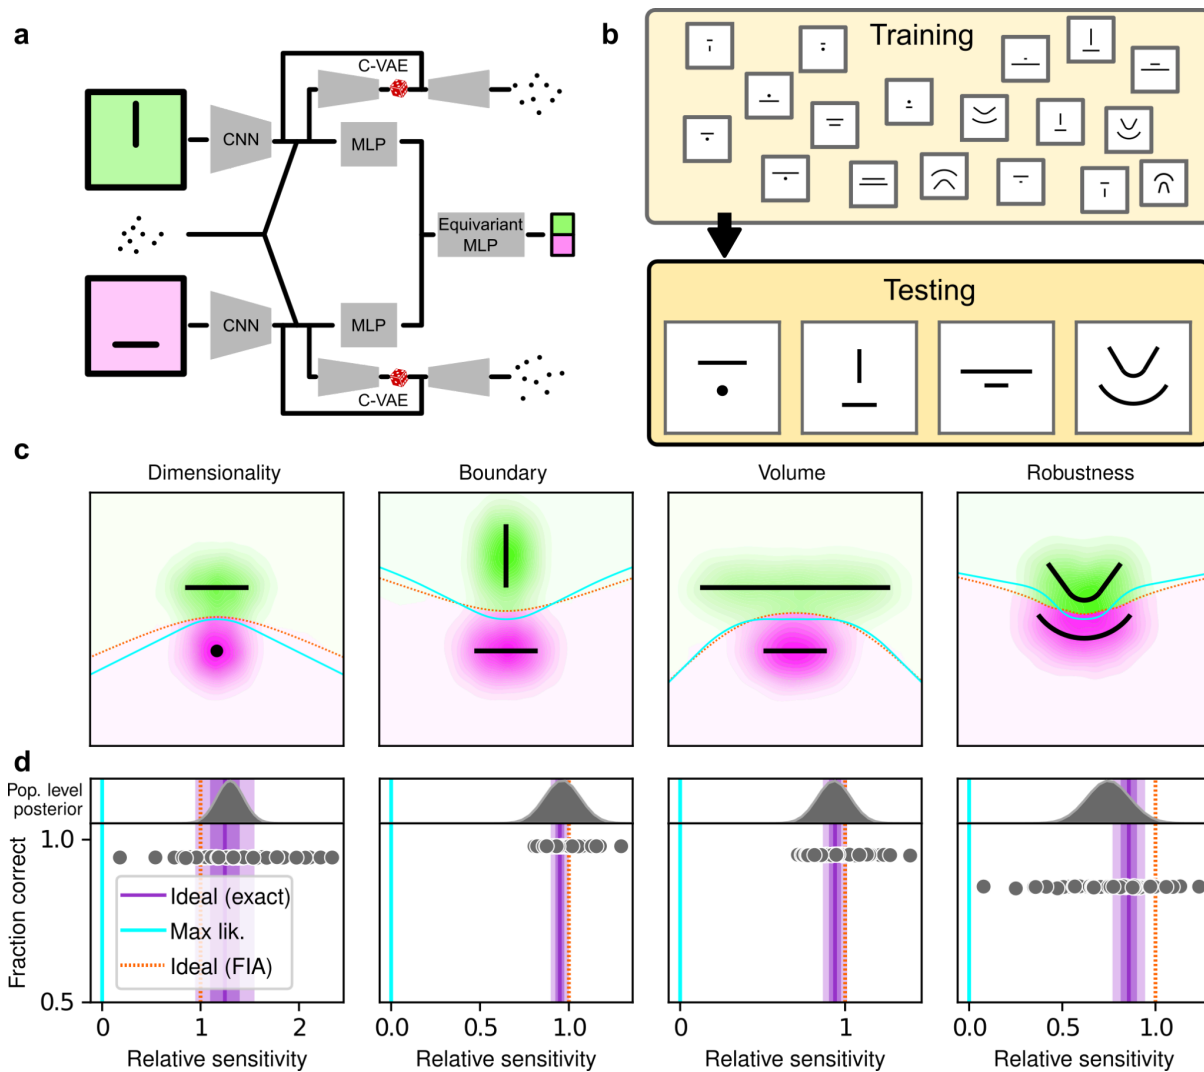 a
C-VAE
CNN
MLP
Equivariant
MLP
CNN
MLP
C-VAE
b
Training
Testing
c
Dimensionality
Boundary
Volume
Robustness
d
Pop. level
posterior
1.0
Fraction correct
0.5
Ideal (exact)
Max lik.
Ideal (FIA)
0 1 2
0.0 0.5 1.0
0 1
0.0 0.5 1.0
Relative sensitivity
Relative sensitivity
Relative sensitivity
Relative sensitivity